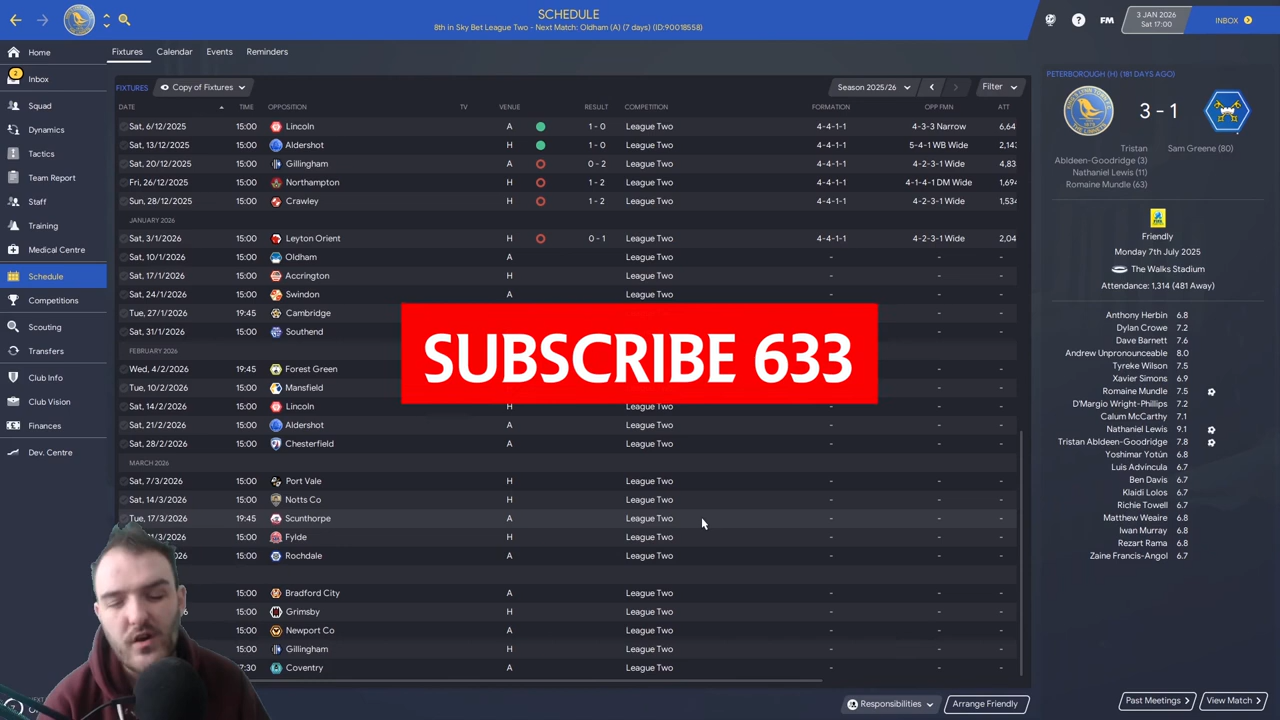 SCHEDULE
8th in Sky Bet League Two - Next Match: Oldham (A) (7 days) (ID:90018558)
FM
3 JAN 2026
Sat 17:00
INBOX
Home
2
Inbox
Squad
Dynamics
Tactics
Team Report
Staff
Training
Medical Centre
Schedule
Competitions
Scouting
Transfers
Club Info
Club Vision
Finances
Dev. Centre
Fixtures Calendar Events Reminders
FIXTURES Copy of Fixtures Season 2025/26 Filter
DATE TIME OPPOSITION TV VENUE RESULT COMPETITION FORMATION OPP FMN ATT
Sat, 6/12/2025 15:00 Lincoln A 1 - 0 League Two 4-4-1-1 4-3-3 Narrow 6,64
Sat, 13/12/2025 15:00 Aldershot H 1 - 0 League Two 4-4-1-1 5-4-1 WB Wide 2,14
Sat, 20/12/2025 15:00 Gillingham A 0 - 2 League Two 4-4-1-1 4-2-3-1 Wide 4,83
Fri, 26/12/2025 15:00 Northampton H 1 - 2 League Two 4-4-1-1 4-1-4-1 DM Wide 1,694
Sun, 28/12/2025 15:00 Crawley H 1 - 2 League Two 4-4-1-1 4-2-3-1 Wide 1,534
JANUARY 2026
Sat, 3/1/2026 15:00 Leyton Orient H 0 - 1 League Two 4-4-1-1 4-2-3-1 Wide 2,04
Sat, 10/1/2026 15:00 Oldham A League Two - - -
Sat, 17/1/2026 15:00 Accrington H League Two - - -
Sat, 24/1/2026 15:00 Swindon A League Two - - -
Tue, 27/1/2026 19:45 Cambridge - - -
Sat, 31/1/2026 15:00 Southend - - -
FEBRUARY 2026
Wed, 4/2/2026 19:45 Forest Green - - -
Tue, 10/2/2026 19:45 Mansfield - - -
Sat, 14/2/2026 15:00 Lincoln H League Two - - -
Sat, 21/2/2026 15:00 Aldershot A League Two - - -
Sat, 28/2/2026 15:00 Chesterfield A League Two - - -
MARCH 2026
Sat, 7/3/2026 15:00 Port Vale H League Two - - -
Sat, 14/3/2026 15:00 Notts Co H League Two - - -
Tue, 17/3/2026 19:45 Scunthorpe A League Two - - -
1/3/2026 15:00 Fylde H League Two - - -
/2026 15:00 Rochdale A League Two - - -
15:00 Bradford City A League Two - - -
15:00 Grimsby H League Two - - -
15:00 Newport Co A League Two - - -
15:00 Gillingham H League Two - - -
7:30 Coventry A League Two - - -
SUBSCRIBE 633
Responsibilities Arrange Friendly
PETERBOROUGH (H) (181 DAYS AGO)
3 - 1
Tristan Abldeen-Goodridge (3)
Nathaniel Lewis (11)
Romaine Mundle (63)
Sam Greene (80)
Friendly
Monday 7th July 2025
The Walks Stadium
Attendance: 1,314 (481 Away)
Anthony Herbin 6.8
Dylan Crowe 7.2
Dave Barnett 7.6
Andrew Unpronounceable 8.0
Tyreke Wilson 7.5
Xavier Simons 6.9
Romaine Mundle 7.5
D'Margio Wright-Phillips 7.2
Calum McCarthy 7.1
Nathaniel Lewis 9.1
Tristan Abldeen-Goodridge 7.8
Yoshimar Yotún 6.8
Luis Advíncula 6.7
Ben Davis 6.7
Klaidi Lolos 6.7
Richie Towell 6.7
Matthew Weaire 6.8
Iwan Murray 6.8
Rezart Rama 6.8
Zaine Francis-Angol 6.7
Past Meetings View Match